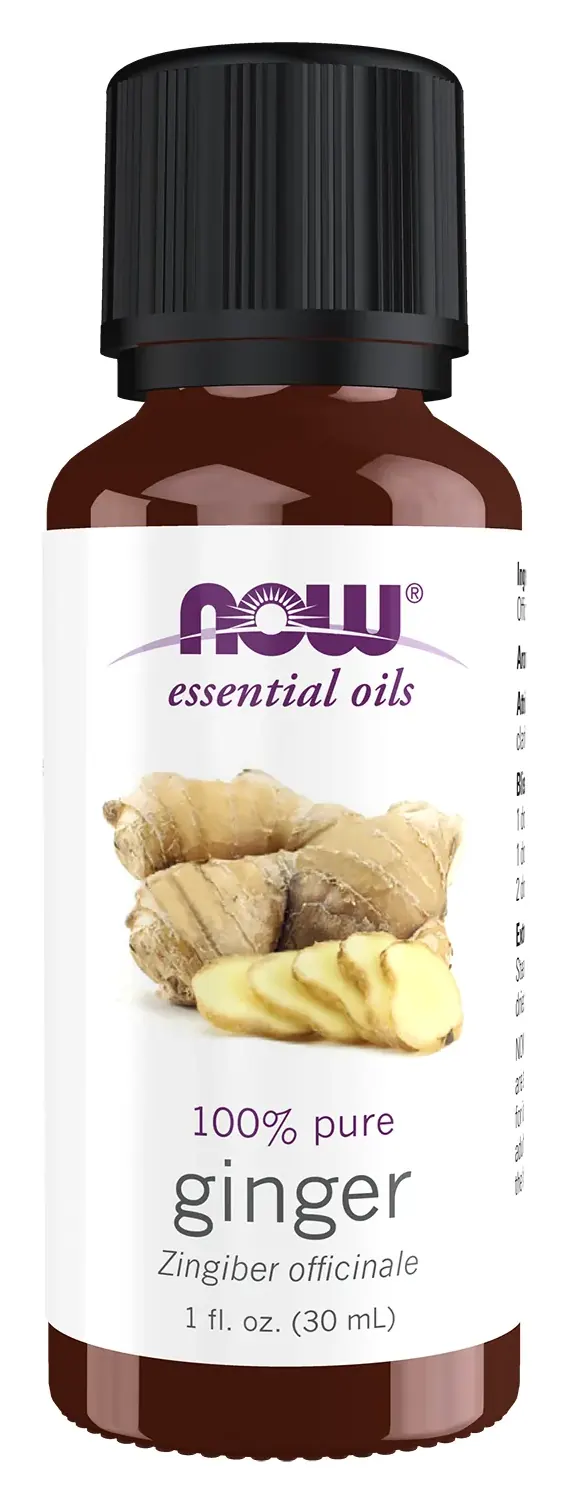 now®
essential oils
100% pure
ginger
Zingiber officinale
1 fl. oz. (30 mL)